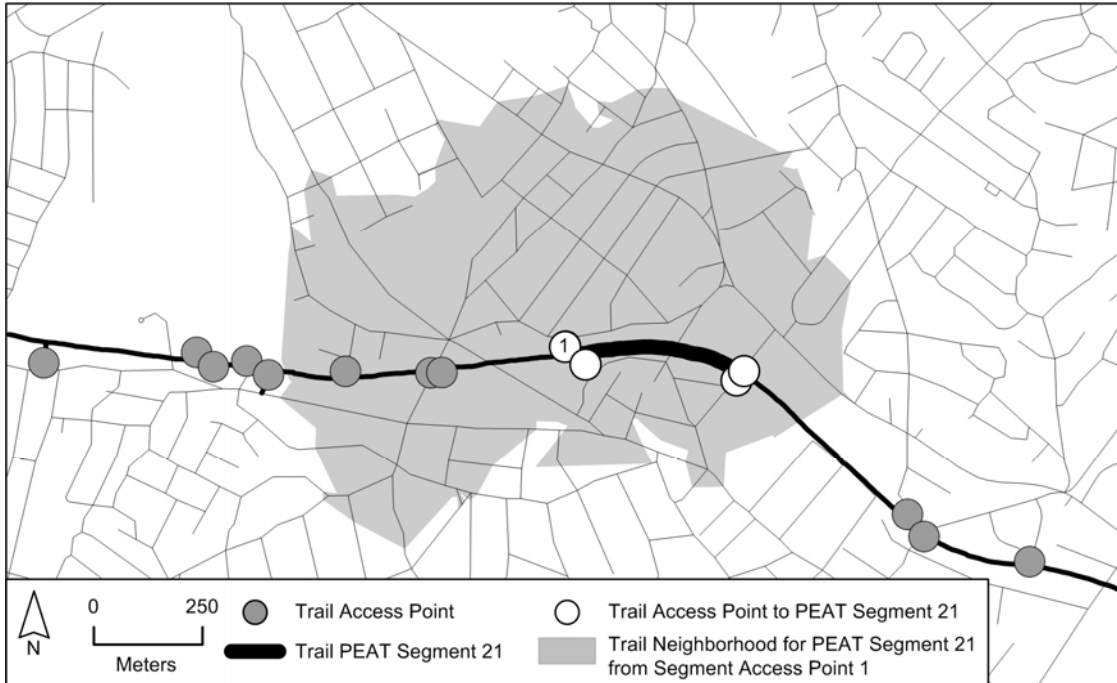 1
0 250
Meters
N
Trail Access Point
Trail PEAT Segment 21
Trail Access Point to PEAT Segment 21
Trail Neighborhood for PEAT Segment 21
from Segment Access Point 1